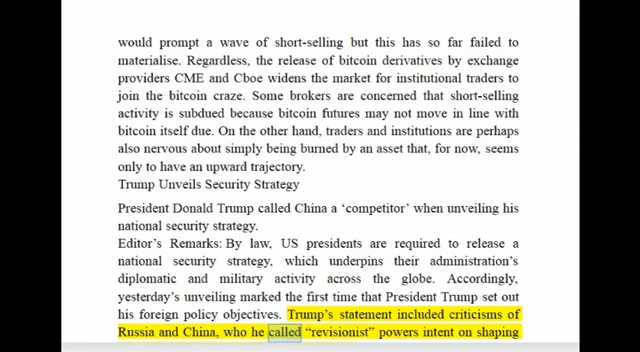 would prompt a wave of short-selling but this has so far failed to
materialise. Regardless, the release of bitcoin derivatives by exchange
providers CME and Cboe widens the market for institutional traders to
join the bitcoin craze. Some brokers are concerned that short-selling
activity is subdued because bitcoin futures may not move in line with
bitcoin itself due. On the other hand, traders and institutions are perhaps
also nervous about simply being burned by an asset that, for now, seems
only to have an upward trajectory.
Trump Unveils Security Strategy
President Donald Trump called China a ‘competitor’ when unveiling his
national security strategy.
Editor’s Remarks: By law, US presidents are required to release a
national security strategy, which underpins their administration’s
diplomatic and military activity across the globe. Accordingly,
yesterday’s unveiling marked the first time that President Trump set out
his foreign policy objectives. Trump’s statement included criticisms of
Russia and China, who he called “revisionist” powers intent on shaping